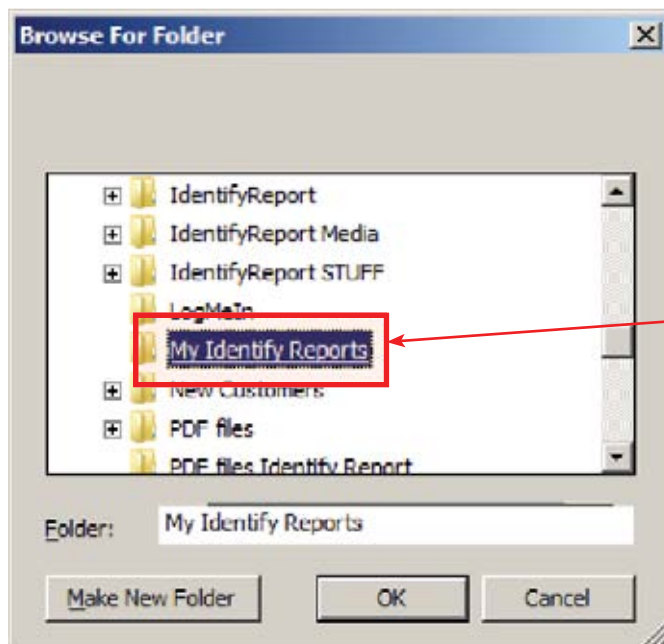 Browse For Folder
IdentifyReport
IdentifyReport Media
IdentifyReport STUFF
LogMeIn
My Identify Reports
New Customers
PDF files
PDF files Identify Report
Folder: My Identify Reports
Make New Folder OK Cancel